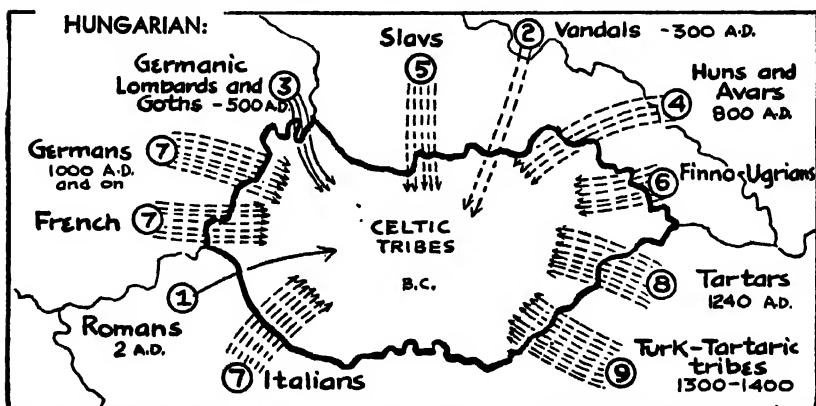 HUNGARIAN:
Slavs
5
2
Vandals -300 A.D.
Germanic
Lombards and
Goths -500 A.D.
3
Huns and
Avars
800 A.D.
4
Germans
1000 A.D.
and on
7
Finno-Ugrians
6
French
7
CELTIC
TRIBES
B.C.
1
Romans
2 A.D.
8
Tartars
1240 A.D.
7
Italians
9
Turk-Tartaric
tribes
1300-1400